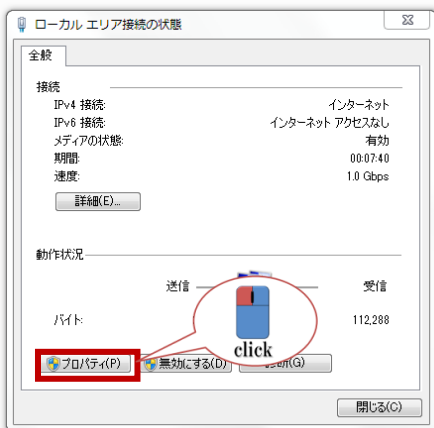 ローカル エリア接続の状態
全般
接続
IPv4 接続: インターネット
IPv6 接続: インターネット アクセスなし
メディアの状態: 有効
期間: 00:07:40
速度: 1.0 Gbps
詳細(E)...
動作状況
送信 受信
バイト: 112,288
click
プロパティ(P) 無効にする(D) (G)
閉じる(C)